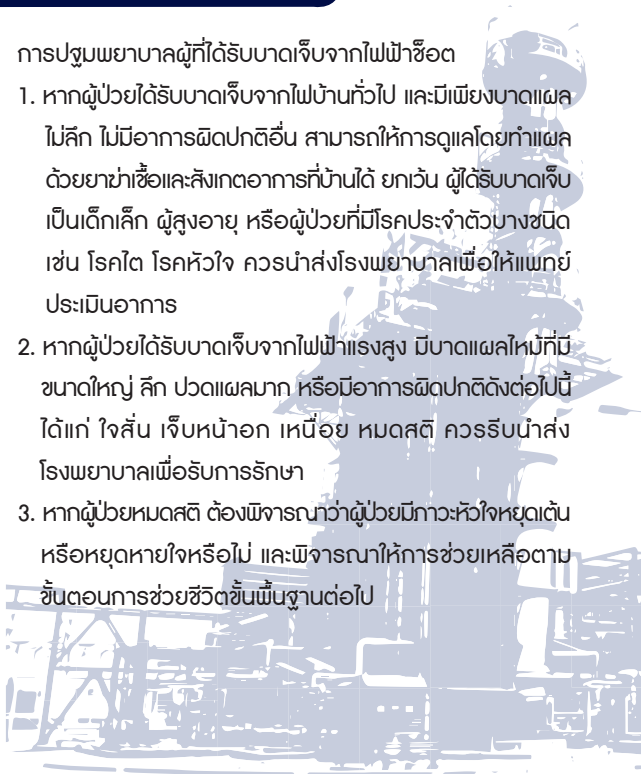 การปฐมพยาบาลผู้ที่ได้รับบาดเจ็บจากไฟฟ้าช็อต
1. หากผู้ป่วยได้รับบาดเจ็บจากไฟบ้านทั่วไป และมีเพียงบาดแผล
ไม่ลึก ไม่มีอาการผิดปกติอื่น สามารถให้การดูแลโดยทำแผล
ด้วยยาฆ่าเชื้อและสังเกตอาการที่บ้านได้ ยกเว้น ผู้ได้รับบาดเจ็บ
เป็นเด็กเล็ก ผู้สูงอายุ หรือผู้ป่วยที่มีโรคประจำตัวบางชนิด
เช่น โรคไต โรคหัวใจ ควรนำส่งโรงพยาบาลเพื่อให้แพทย์
ประเมินอาการ
2. หากผู้ป่วยได้รับบาดเจ็บจากไฟฟ้าแรงสูง มีบาดแผลไหม้ที่มี
ขนาดใหญ่ ลึก ปวดแผลมาก หรือมีอาการผิดปกติดังต่อไปนี้
ได้แก่ ใจสั่น เจ็บหน้าอก เหนื่อย หมดสติ ควรรีบนำส่ง
โรงพยาบาลเพื่อรับการรักษา
3. หากผู้ป่วยหมดสติ ต้องพิจารณาว่าผู้ป่วยมีภาวะหัวใจหยุดเต้น
หรือหยุดหายใจหรือไม่ และพิจารณาให้การช่วยเหลือตาม
ขั้นตอนการช่วยชีวิตขั้นพื้นฐานต่อไป